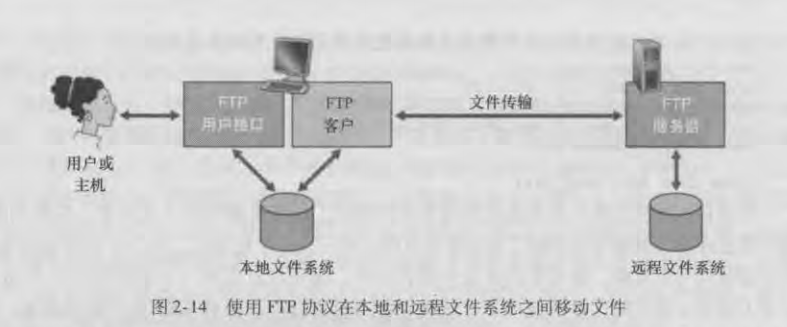 FTP
用户接口
FTP
客户
文件传输
FTP
服务器
用户或
主机
本地文件系统
远程文件系统
图 2-14 使用 FTP 协议在本地和远程文件系统之间移动文件